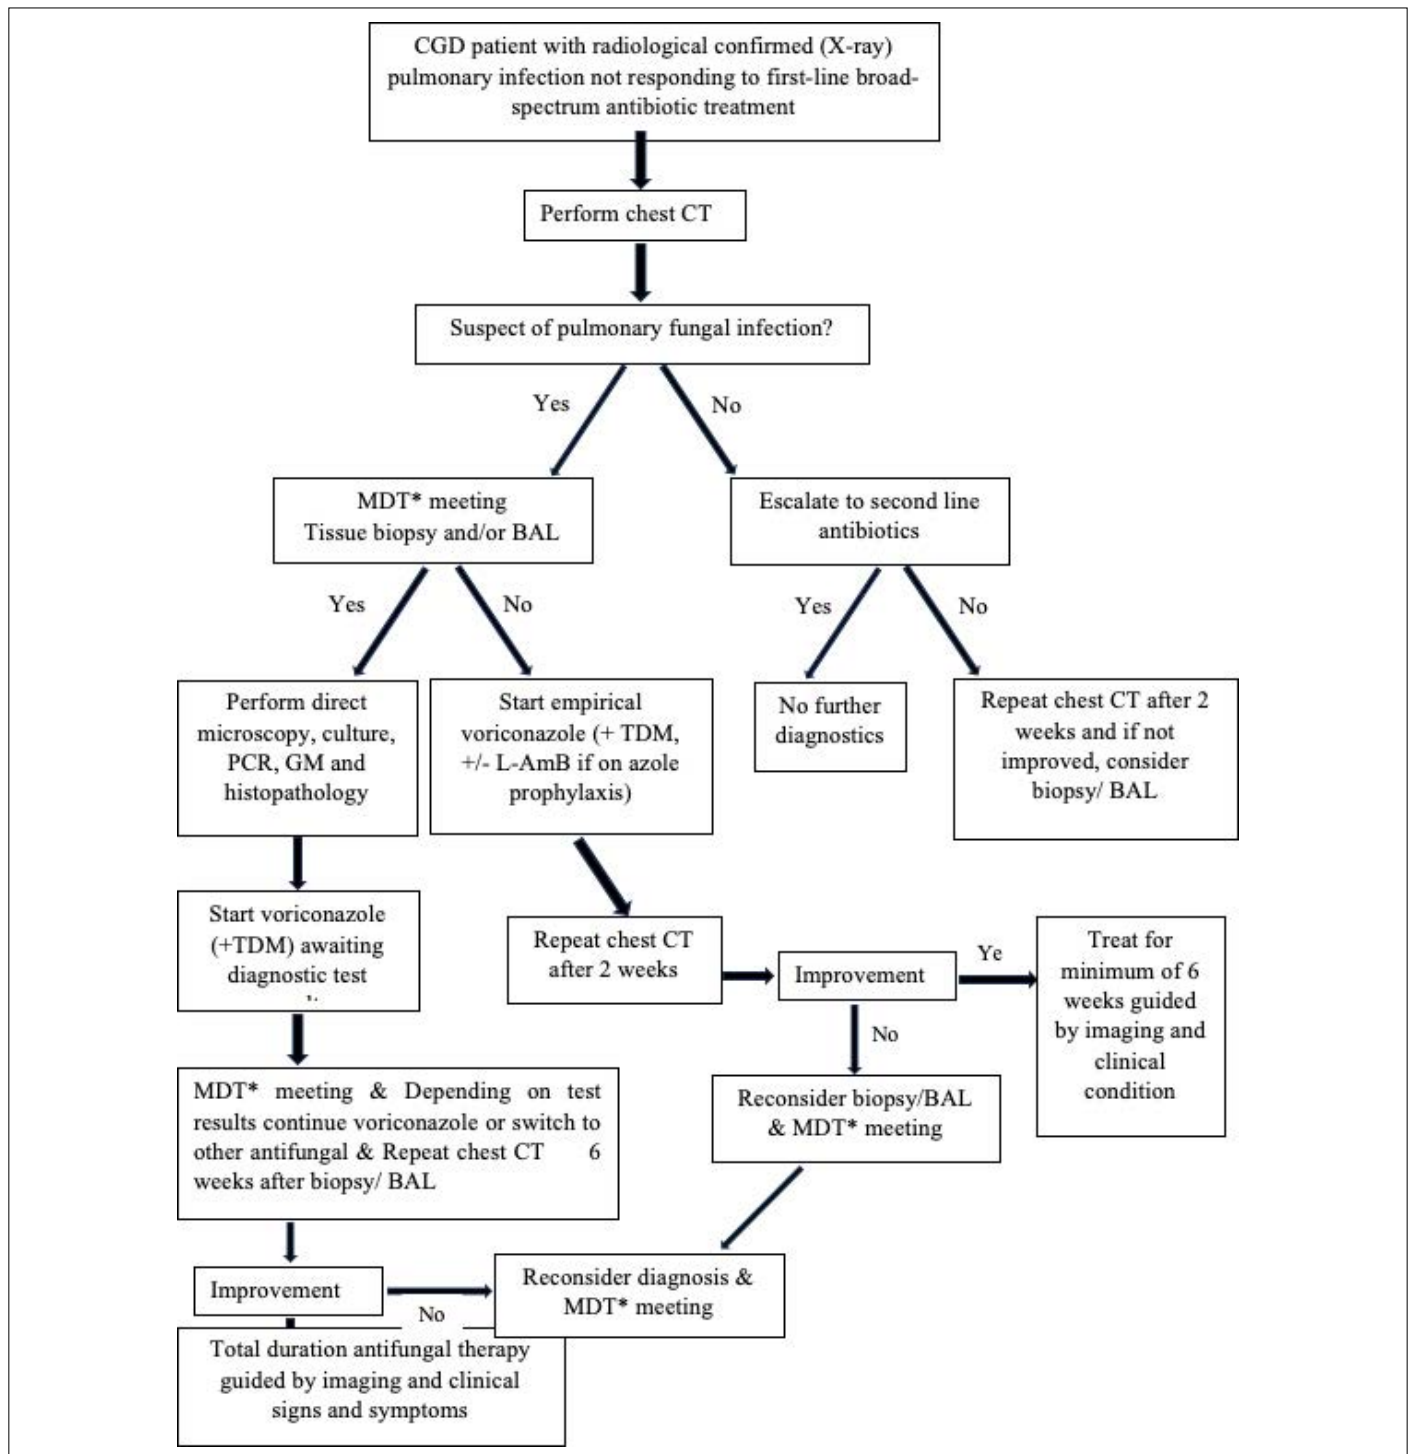 CGD patient with radiological confirmed (X-ray)
pulmonary infection not responding to first-line broad-
spectrum antibiotic treatment
Perform chest CT
Suspect of pulmonary fungal infection?
Yes
No
MDT* meeting
Tissue biopsy and/or BAL
Escalate to second line
antibiotics
Yes
No
Yes
No
Perform direct
microscopy, culture,
PCR, GM and
histopathology
Start empirical
voriconazole (+ TDM,
+/- L-AmB if on azole
prophylaxis)
No further
diagnostics
Repeat chest CT after 2
weeks and if not
improved, consider
biopsy/ BAL
Start voriconazole
(+TDM) awaiting
diagnostic test
Repeat chest CT
after 2 weeks
Improvement
Ye
Treat for
minimum of 6
weeks guided
by imaging and
clinical
condition
No
MDT* meeting & Depending on test
results continue voriconazole or switch to
other antifungal & Repeat chest CT 6
weeks after biopsy/ BAL
Reconsider biopsy/BAL
& MDT* meeting
Improvement
No
Reconsider diagnosis &
MDT* meeting
Total duration antifungal therapy
guided by imaging and clinical
signs and symptoms